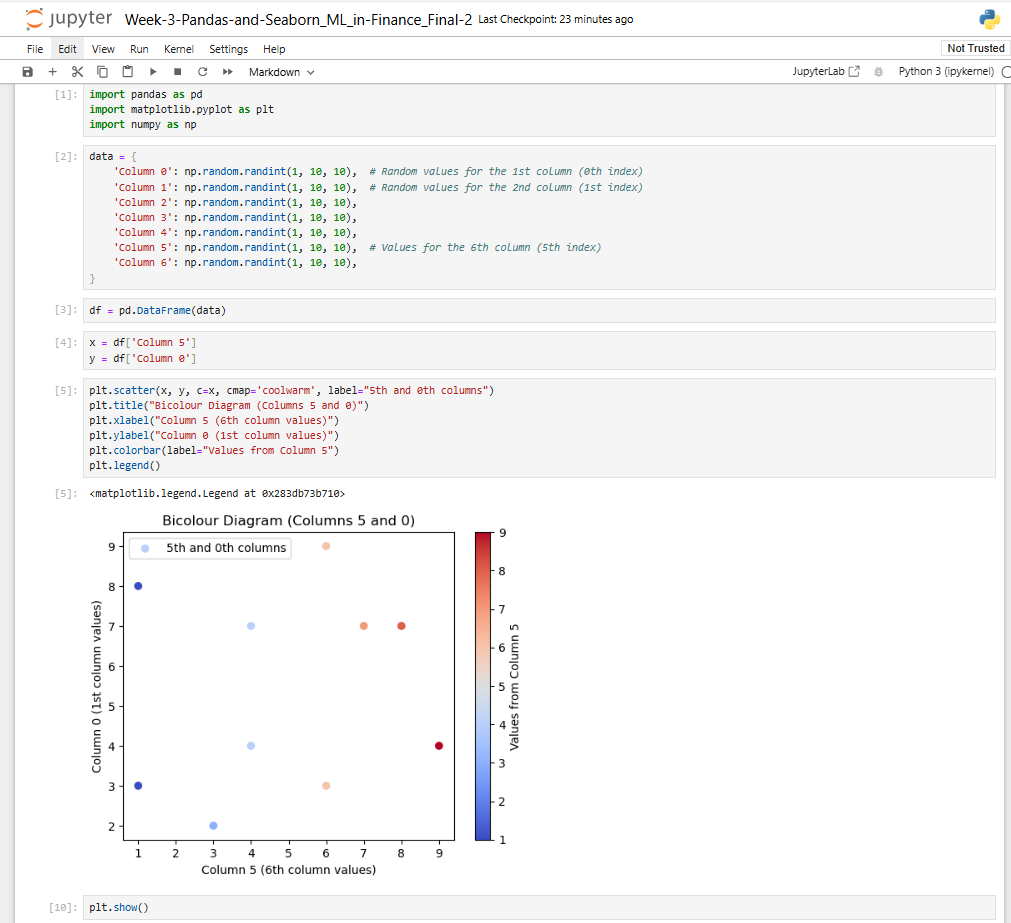 jupyter Week-3-Pandas-and-Seaborn_ML_in-Finance_Final-2 Last Checkpoint: 23 minutes ago
File Edit View Run Kernel Settings Help Not Trusted
Markdown JupyterLab Python 3 (ipykernel)
[1]: import pandas as pd
import matplotlib.pyplot as plt
import numpy as np
[2]: data = {
'Column 0': np.random.randint(1, 10, 10), # Random values for the 1st column (0th index)
'Column 1': np.random.randint(1, 10, 10), # Random values for the 2nd column (1st index)
'Column 2': np.random.randint(1, 10, 10),
'Column 3': np.random.randint(1, 10, 10),
'Column 4': np.random.randint(1, 10, 10),
'Column 5': np.random.randint(1, 10, 10), # Values for the 6th column (5th index)
'Column 6': np.random.randint(1, 10, 10),
}
[3]: df = pd.DataFrame(data)
[4]: x = df['Column 5']
y = df['Column 0']
[5]: plt.scatter(x, y, c=x, cmap='coolwarm', label="5th and 0th columns")
plt.title("Bicolour Diagram (Columns 5 and 0)")
plt.xlabel("Column 5 (6th column values)")
plt.ylabel("Column 0 (1st column values)")
plt.colorbar(label="Values from Column 5")
plt.legend()
[5]: <matplotlib.legend.Legend at 0x283db73b710>
Bicolour Diagram (Columns 5 and 0)
5th and 0th columns
Column 0 (1st column values)
9
8
7
6
5
4
3
2
1 2 3 4 5 6 7 8 9
Column 5 (6th column values)
9
8
7
6
5
4
3
2
1
Values from Column 5
[10]: plt.show()